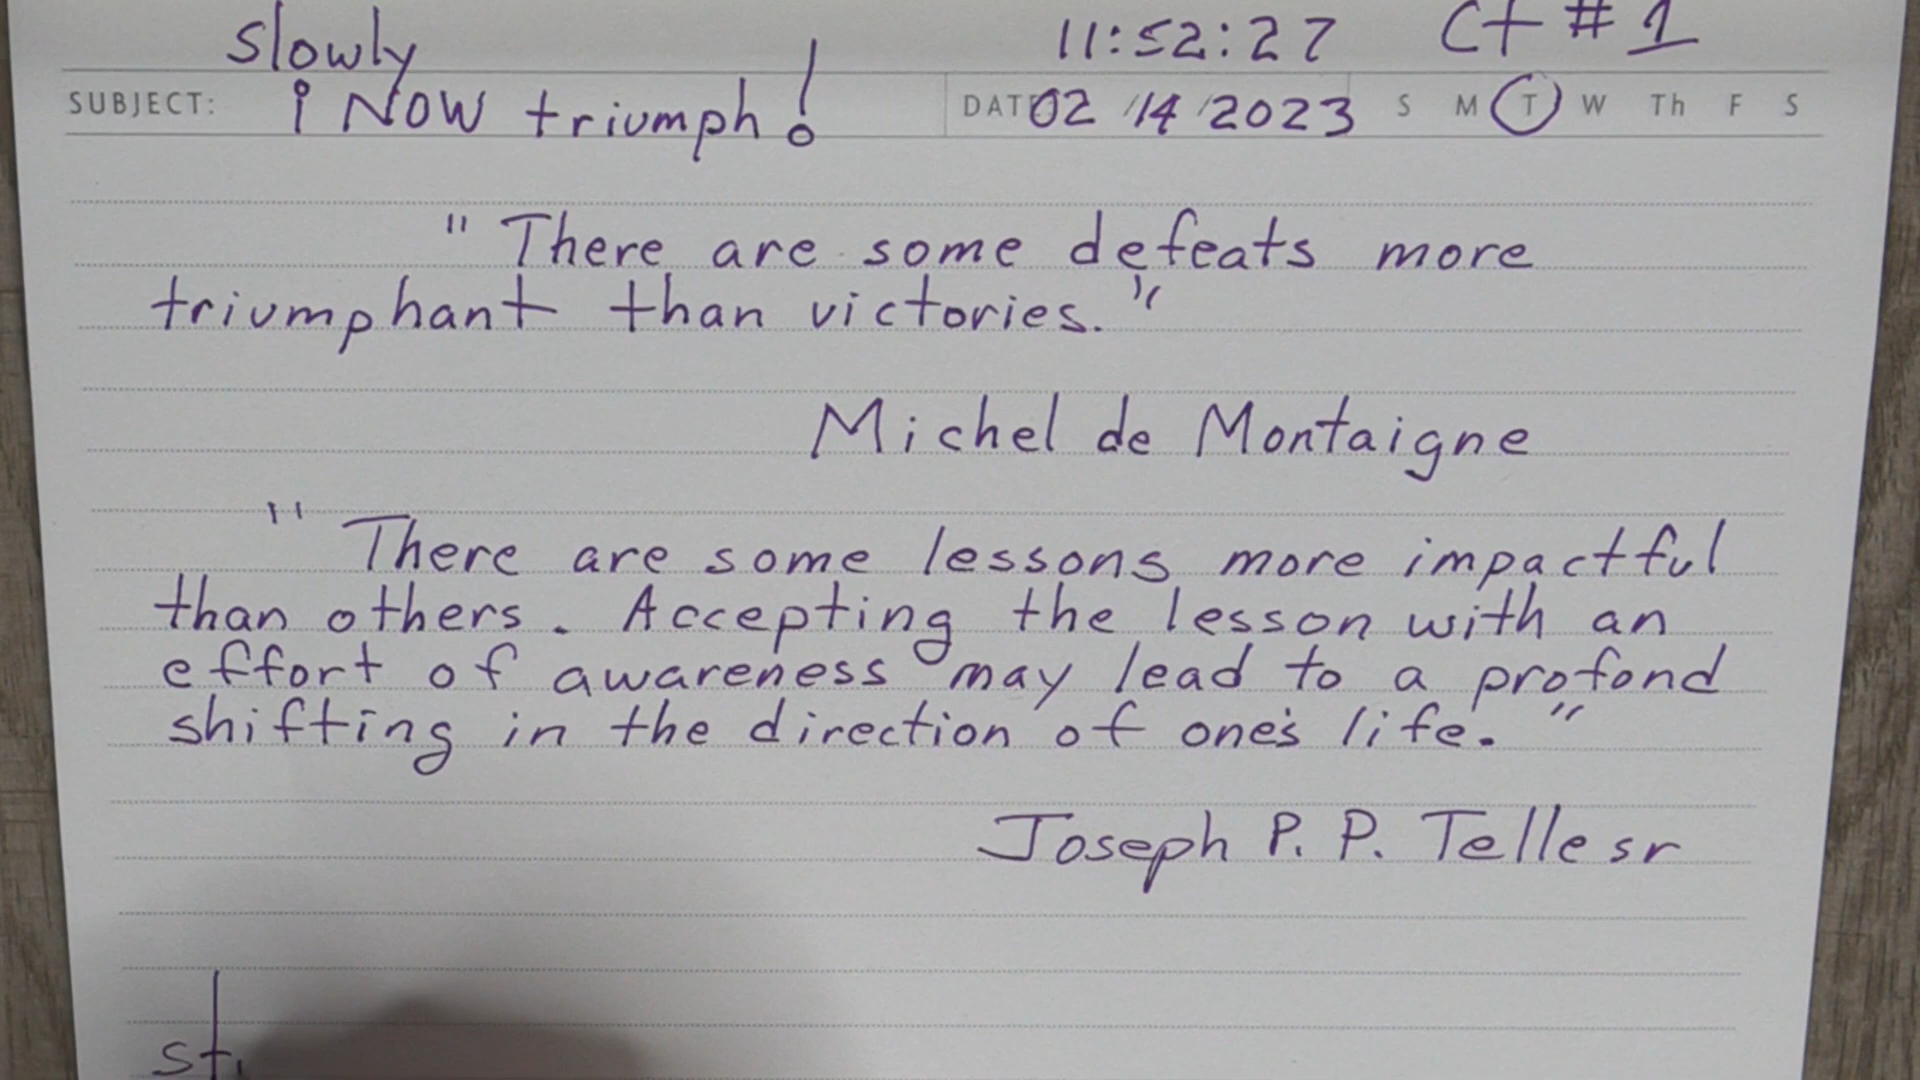 slowly 11:52:27 Ct #1
SUBJECT: ¡ NOW triumph! DATE 02/14/2023 S M T W Th F S
"There are some defeats more
triumphant than victories."
Michel de Montaigne
"There are some lessons more impactful
than others. Accepting the lesson with an
effort of awareness may lead to a profond
shifting in the direction of one's life."
Joseph P. P. Telle sr